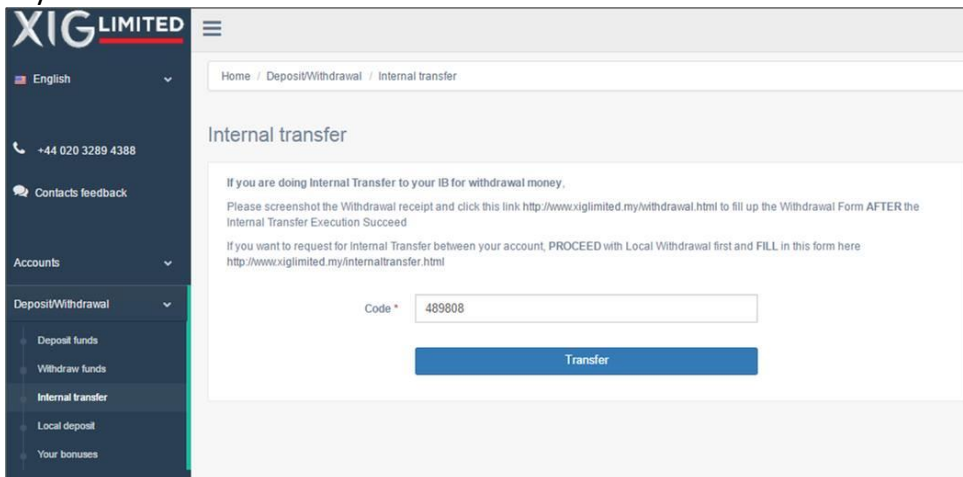 XIG LIMITED
English
+44 020 3289 4388
Contacts feedback
Accounts
Deposit/Withdrawal
Deposit funds
Withdraw funds
Internal transfer
Local deposit
Your bonuses
Home / Deposit/Withdrawal / Internal transfer
Internal transfer
If you are doing Internal Transfer to your IB for withdrawal money,
Please screenshot the Withdrawal receipt and click this link http://www.xiglimited.my/withdrawal.html to fill up the Withdrawal Form AFTER the
Internal Transfer Execution Succeed
If you want to request for Internal Transfer between your account, PROCEED with Local Withdrawal first and FILL in this form here
http://www.xiglimited.my/internaltransfer.html
Code * 489808
Transfer